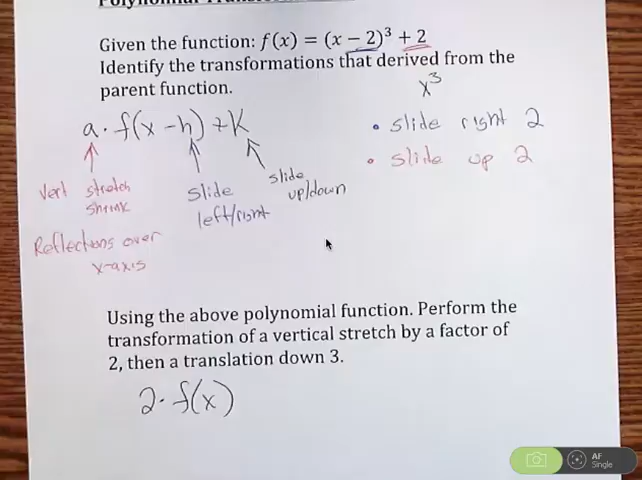 Given the function: f(x) = (x − 2)³ + 2
Identify the transformations that derived from the
parent function.
x³
a · f(x − h) + K
• slide right 2
• slide up 2
Vert stretch
shrink
slide
left/right
slide
up/down
Reflections over
x-axis
Using the above polynomial function. Perform the
transformation of a vertical stretch by a factor of
2, then a translation down 3.
2 · f(x)
AF
Single